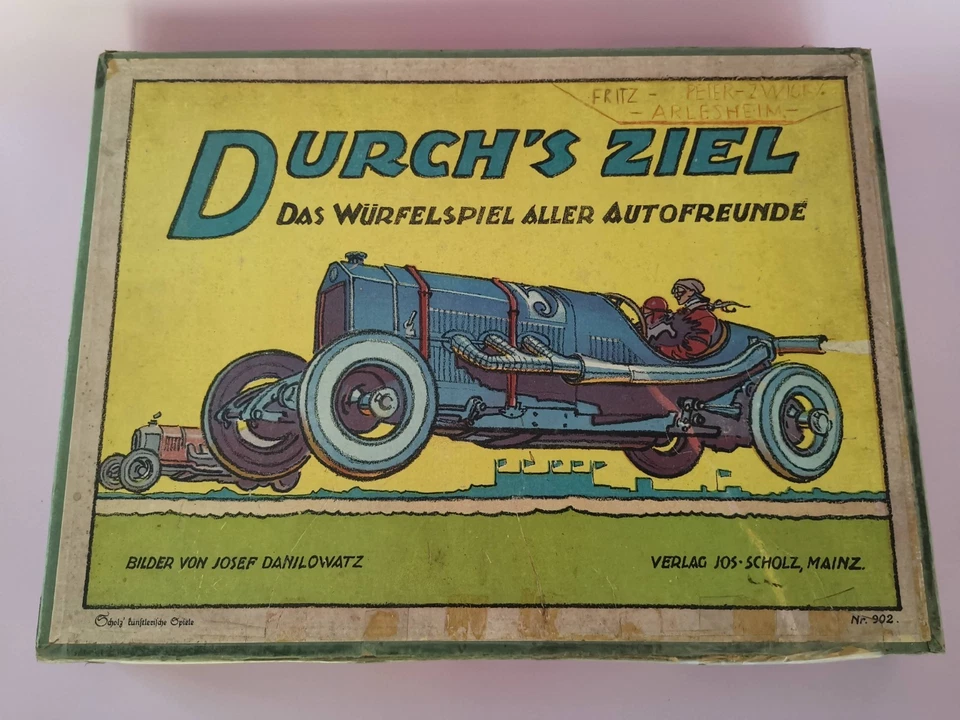 FRITZ - PETER-ZWICKY
- ARLESHEIM -
DURCH'S ZIEL
DAS WÜRFELSPIEL ALLER AUTOFREUNDE
BILDER VON JOSEF DANILOWATZ
VERLAG JOS·SCHOLZ, MAINZ.
Scholz' künstlerische Spiele
Nr. 902.